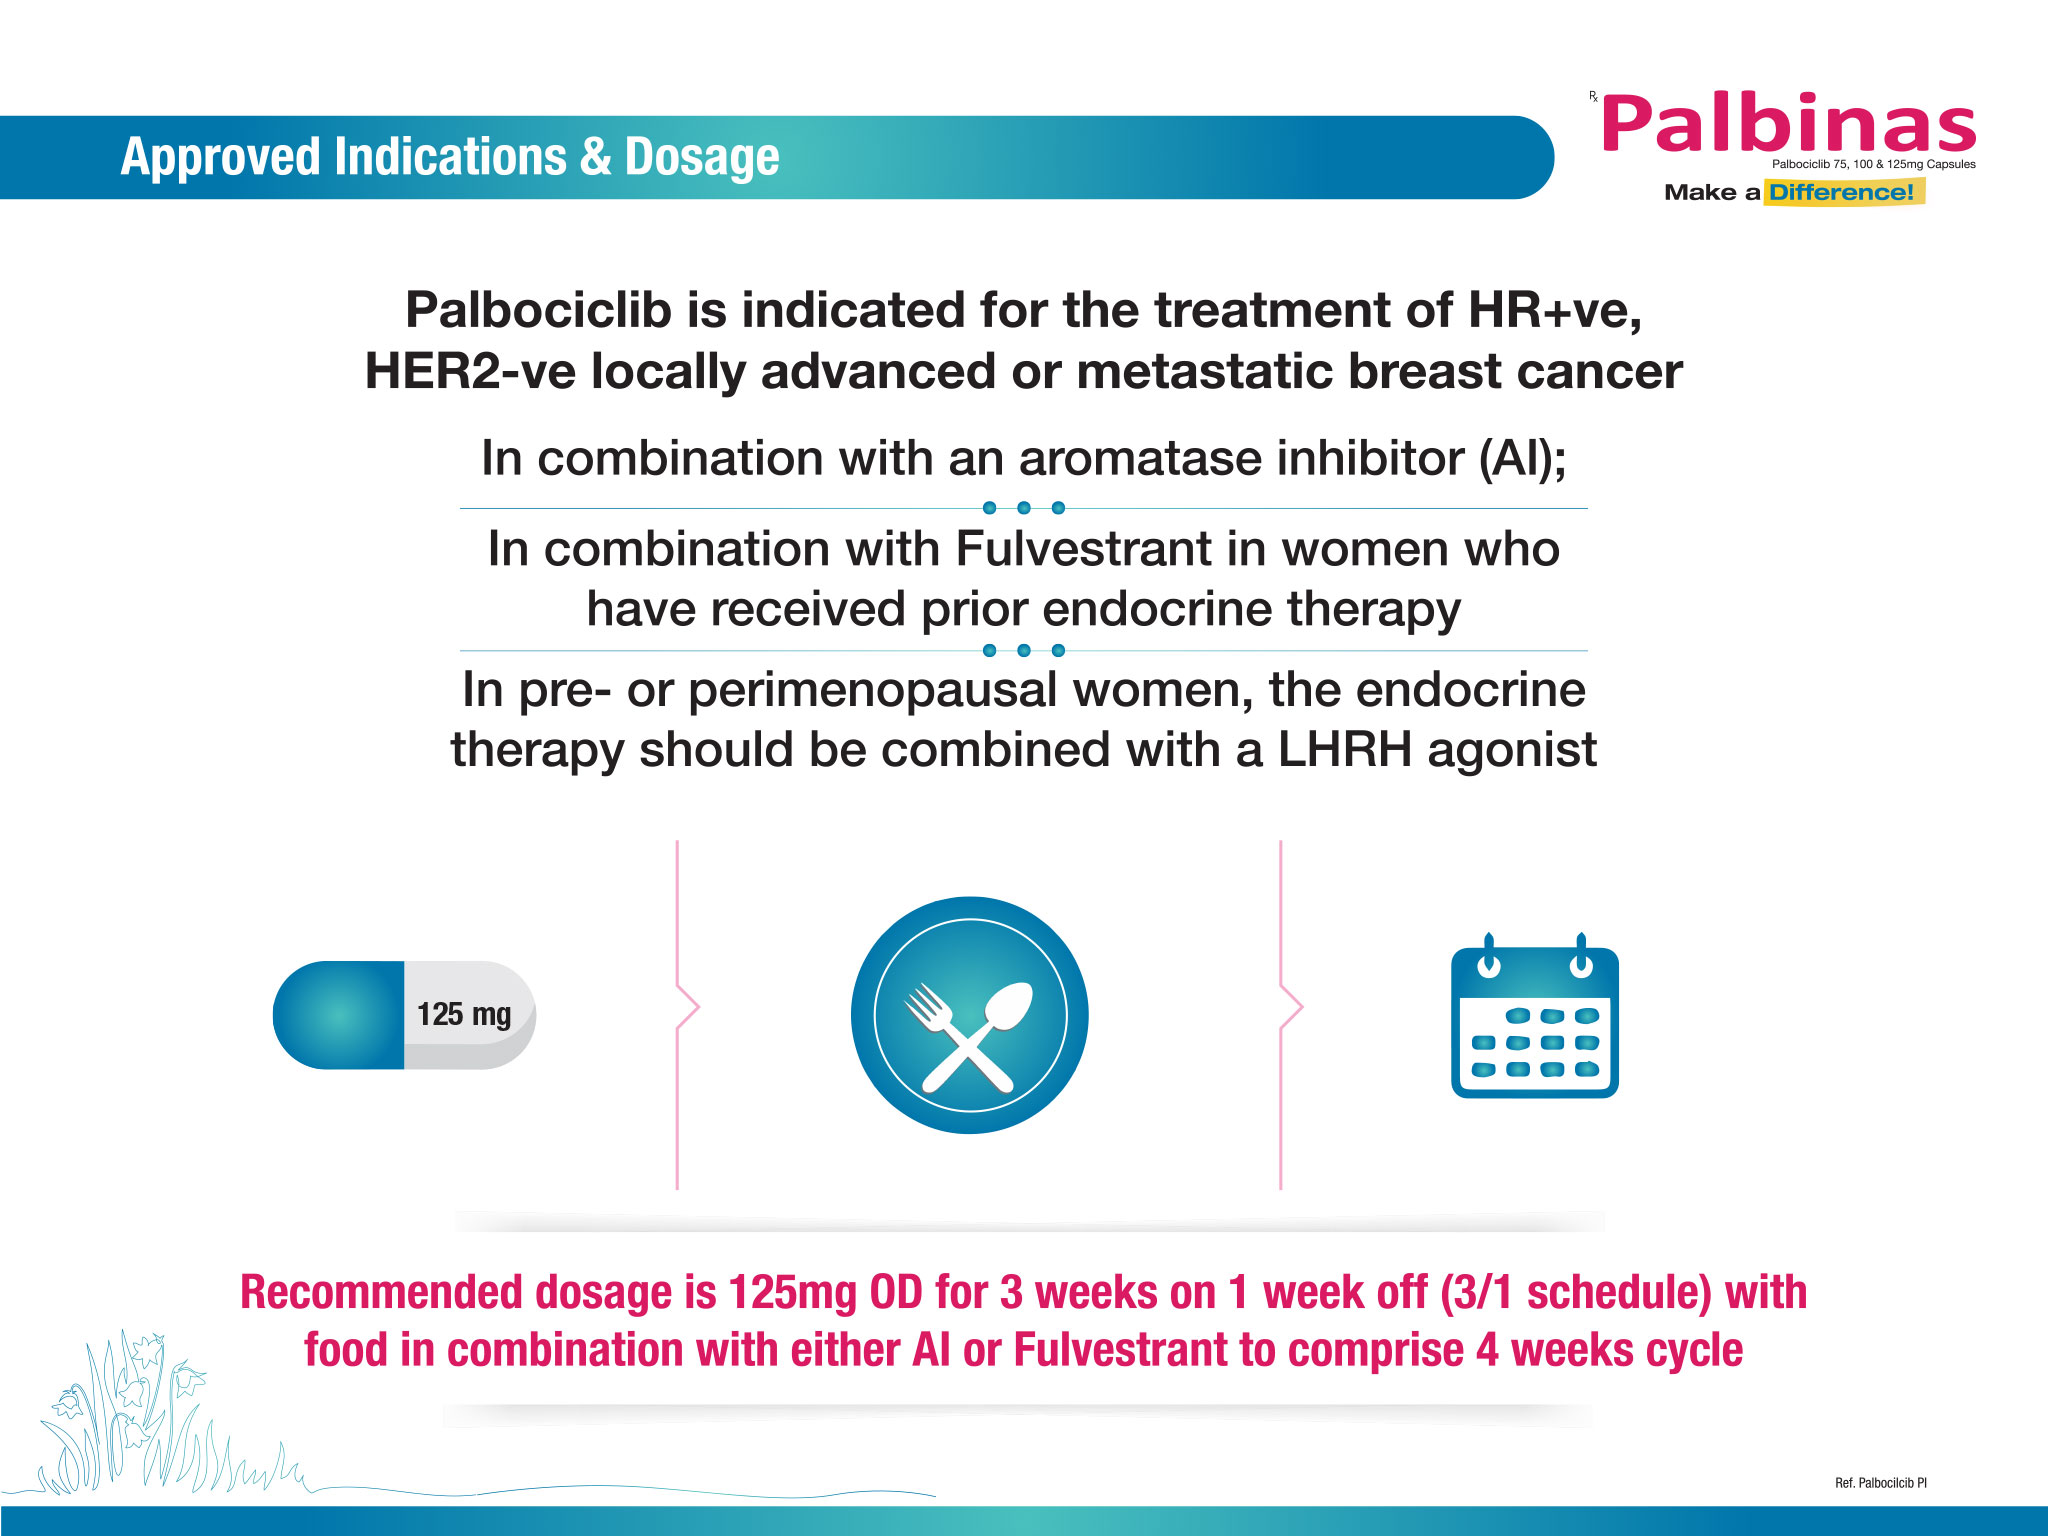 Approved Indications & Dosage
Rx Palbinas
Palbociclib 75, 100 & 125mg Capsules
Make a Difference!
Palbociclib is indicated for the treatment of HR+ve,
HER2-ve locally advanced or metastatic breast cancer
In combination with an aromatase inhibitor (AI);
In combination with Fulvestrant in women who
have received prior endocrine therapy
In pre- or perimenopausal women, the endocrine
therapy should be combined with a LHRH agonist
125 mg
Recommended dosage is 125mg OD for 3 weeks on 1 week off (3/1 schedule) with
food in combination with either AI or Fulvestrant to comprise 4 weeks cycle
Ref. Palbocilcib PI